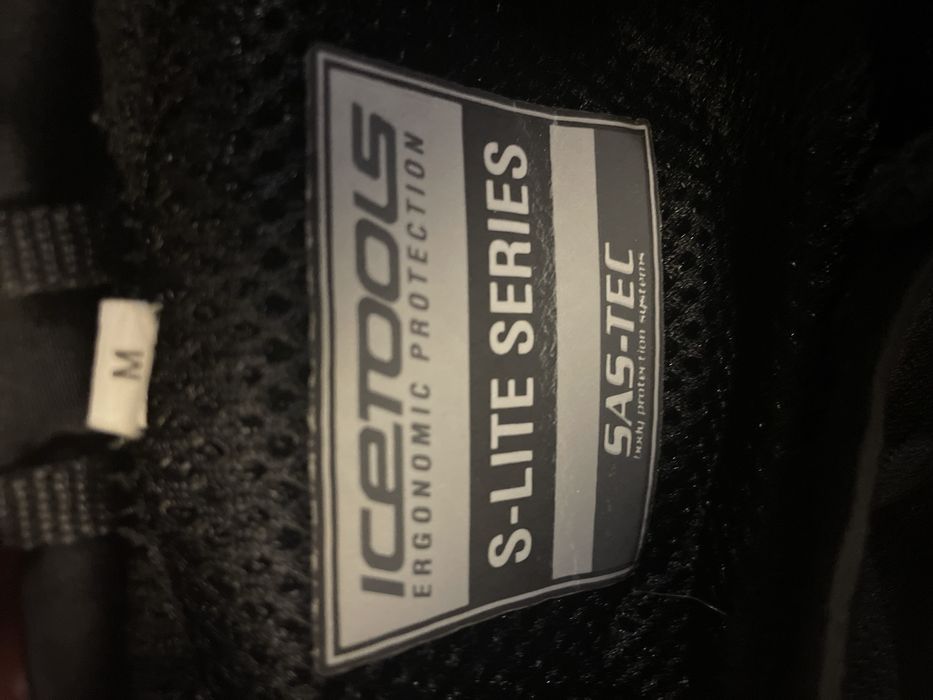 ICETOOLS
ERGONOMIC PROTECTION
S-LITE SERIES
SAS-TEC
body protection systems
M